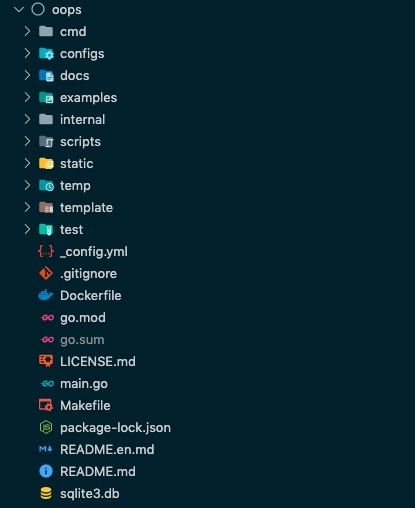 oops
cmd
configs
docs
examples
internal
scripts
static
temp
template
test
_config.yml
.gitignore
Dockerfile
go.mod
go.sum
LICENSE.md
main.go
Makefile
package-lock.json
README.en.md
README.md
sqlite3.db